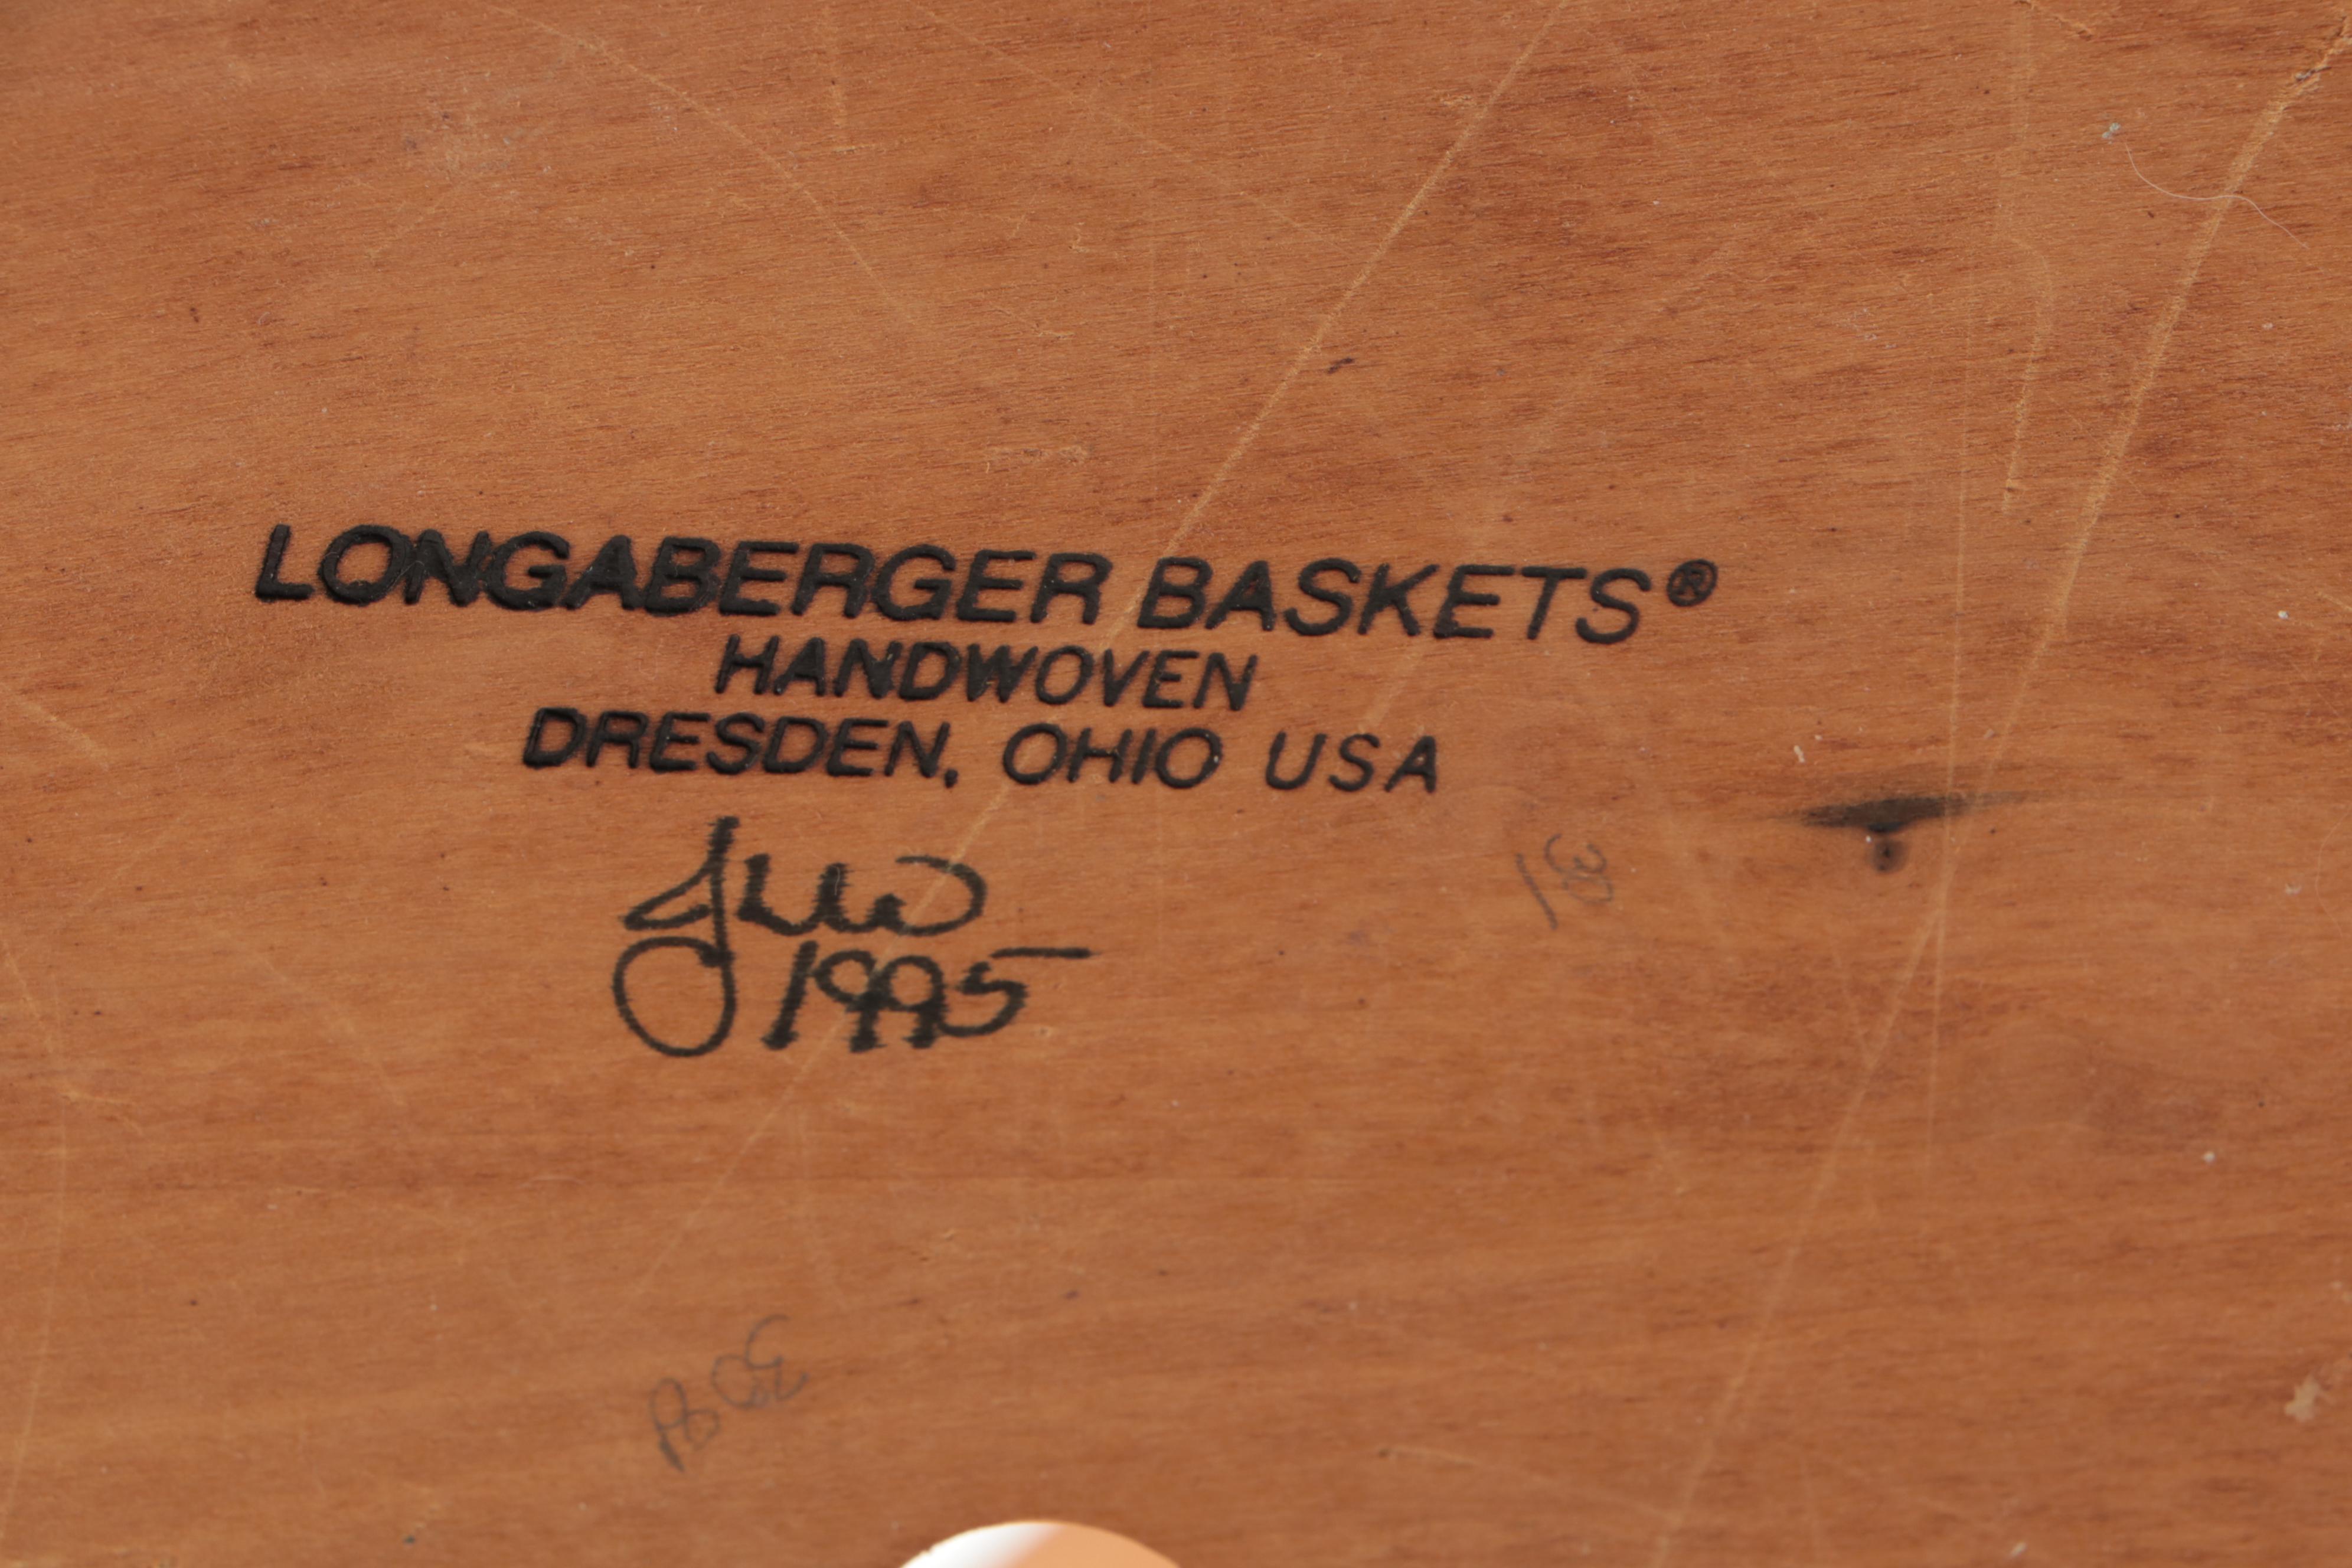 LONGABERGER BASKETS®
HANDWOVEN
DRESDEN, OHIO USA
1995